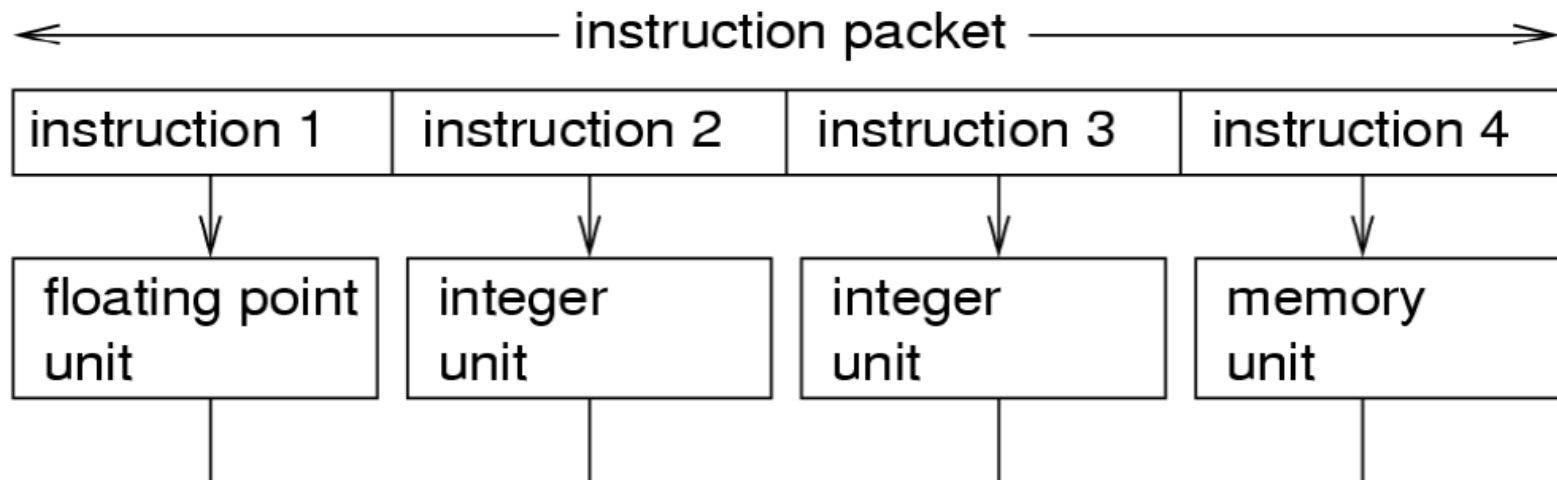 instruction packet
instruction 1 instruction 2 instruction 3 instruction 4
floating point unit
integer unit
integer unit
memory unit